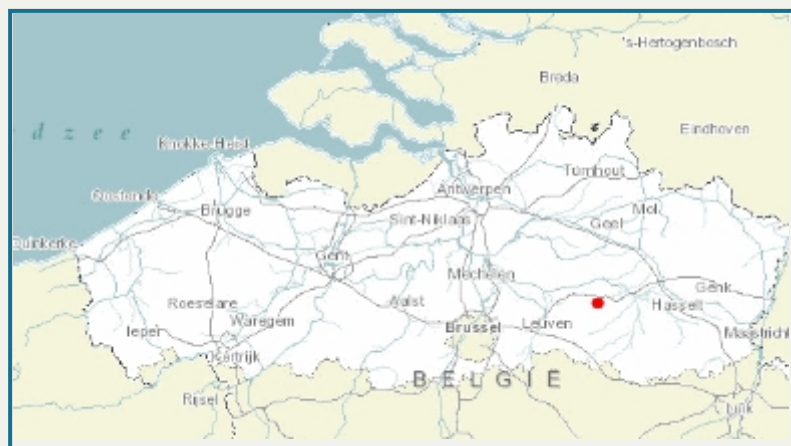 's-Hertogenbosch
Breda
d z e e
Eindhoven
Knokke-Heist
Turnhout
Antwerpen
Oostende
Mol
Brugge
Sint-Niklaas
Geel
Duinkerke
Gent
Mechelen
Genk
Roeselare
Aalst
Hasselt
Waregem
Brussel
Leuven
Ieper
Maastricht
Kortrijk
BELGIË
Rijsel
Luik